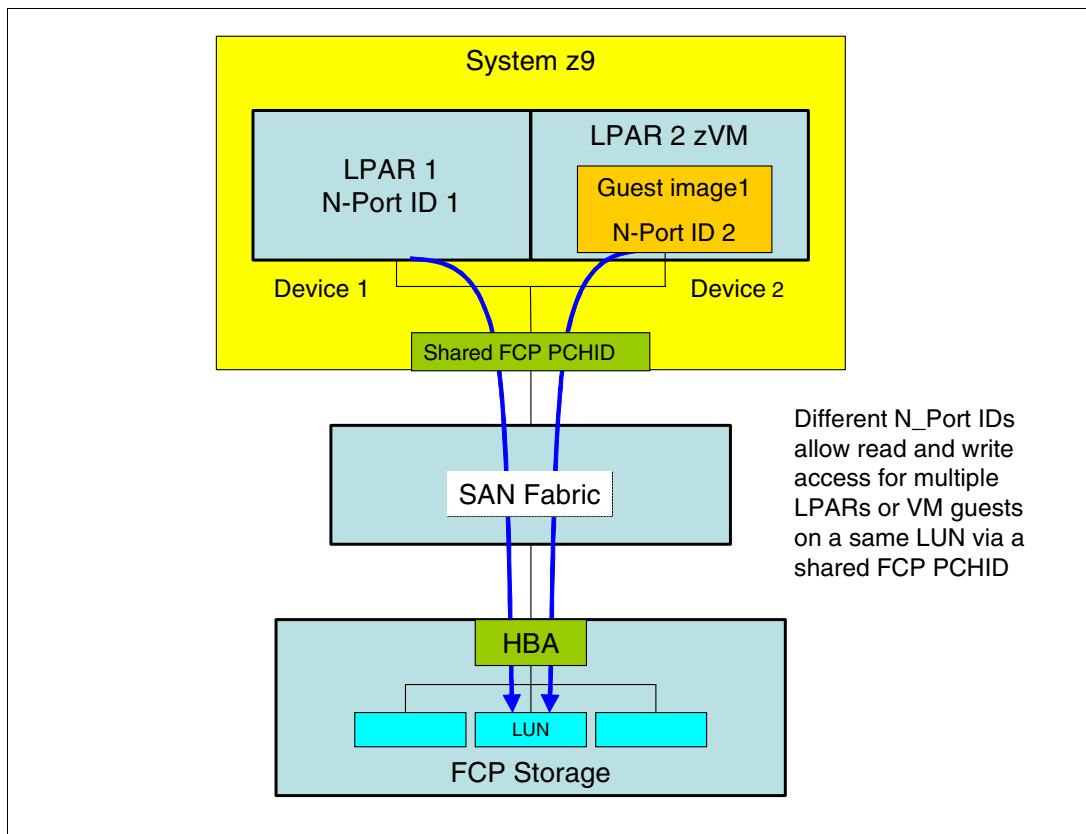 System z9
LPAR 1
N-Port ID 1
LPAR 2 zVM
Guest image1
N-Port ID 2
Device 1
Device 2
Shared FCP PCHID
SAN Fabric
Different N_Port IDs
allow read and write
access for multiple
LPARs or VM guests
on a same LUN via a
shared FCP PCHID
HBA
LUN
FCP Storage